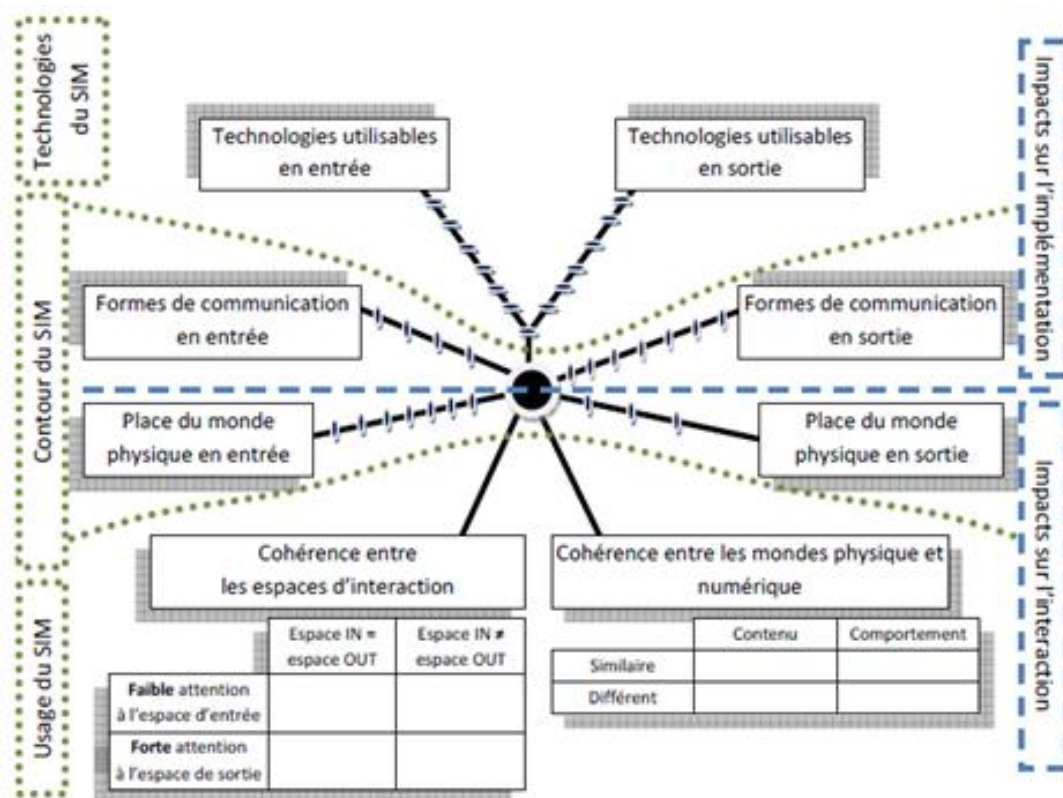 Technologies
du SIM
Contour du SIM
Usage du SIM
Technologies utilisables
en entrée
Technologies utilisables
en sortie
Formes de communication
en entrée
Formes de communication
en sortie
Place du monde
physique en entrée
Place du monde
physique en sortie
Cohérence entre
les espaces d'interaction
Cohérence entre les mondes physique et
numérique
Espace IN =
espace OUT
Espace IN ≠
espace OUT
Faible attention
à l'espace d'entrée
Forte attention
à l'espace de sortie
Contenu
Comportement
Similaire
Différent
Impacts sur l'implémentation
Impacts sur l'interaction